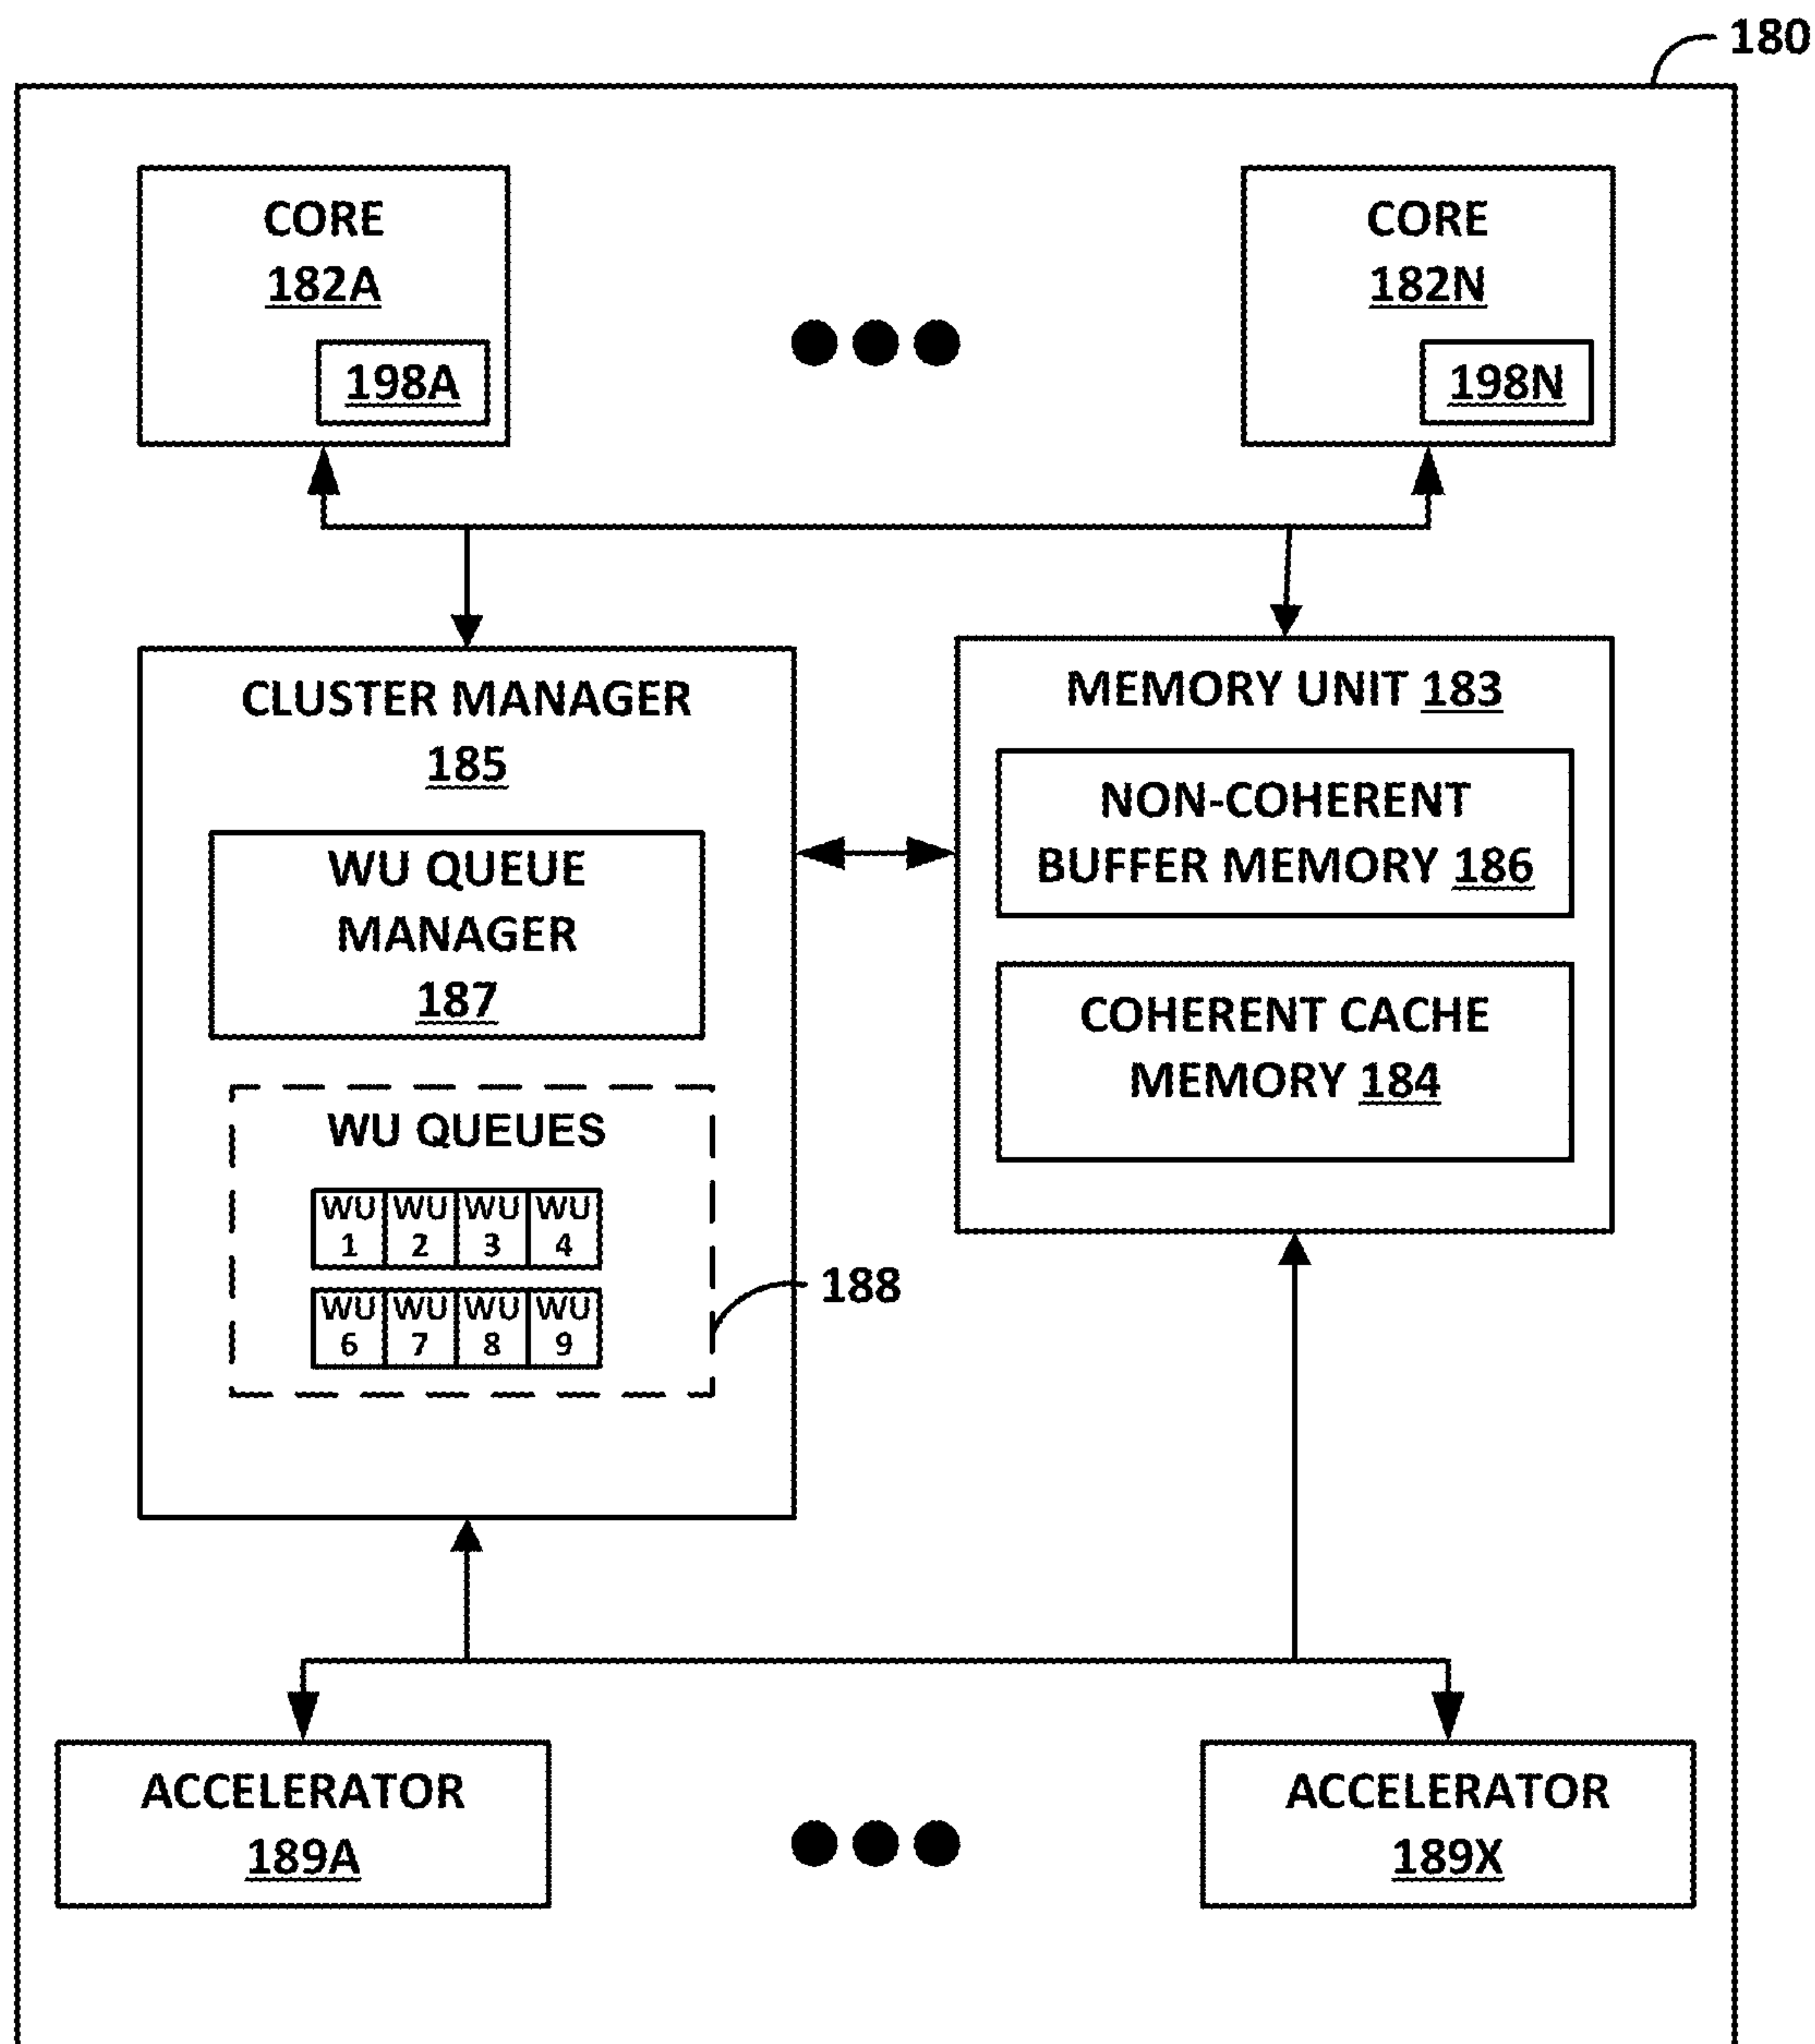 180
CORE
182A
198A
CORE
182N
198N
CLUSTER MANAGER
185
WU QUEUE
MANAGER
187
WU QUEUES
WU 1
WU 2
WU 3
WU 4
WU 6
WU 7
WU 8
WU 9
188
MEMORY UNIT 183
NON-COHERENT
BUFFER MEMORY 186
COHERENT CACHE
MEMORY 184
ACCELERATOR
189A
ACCELERATOR
189X